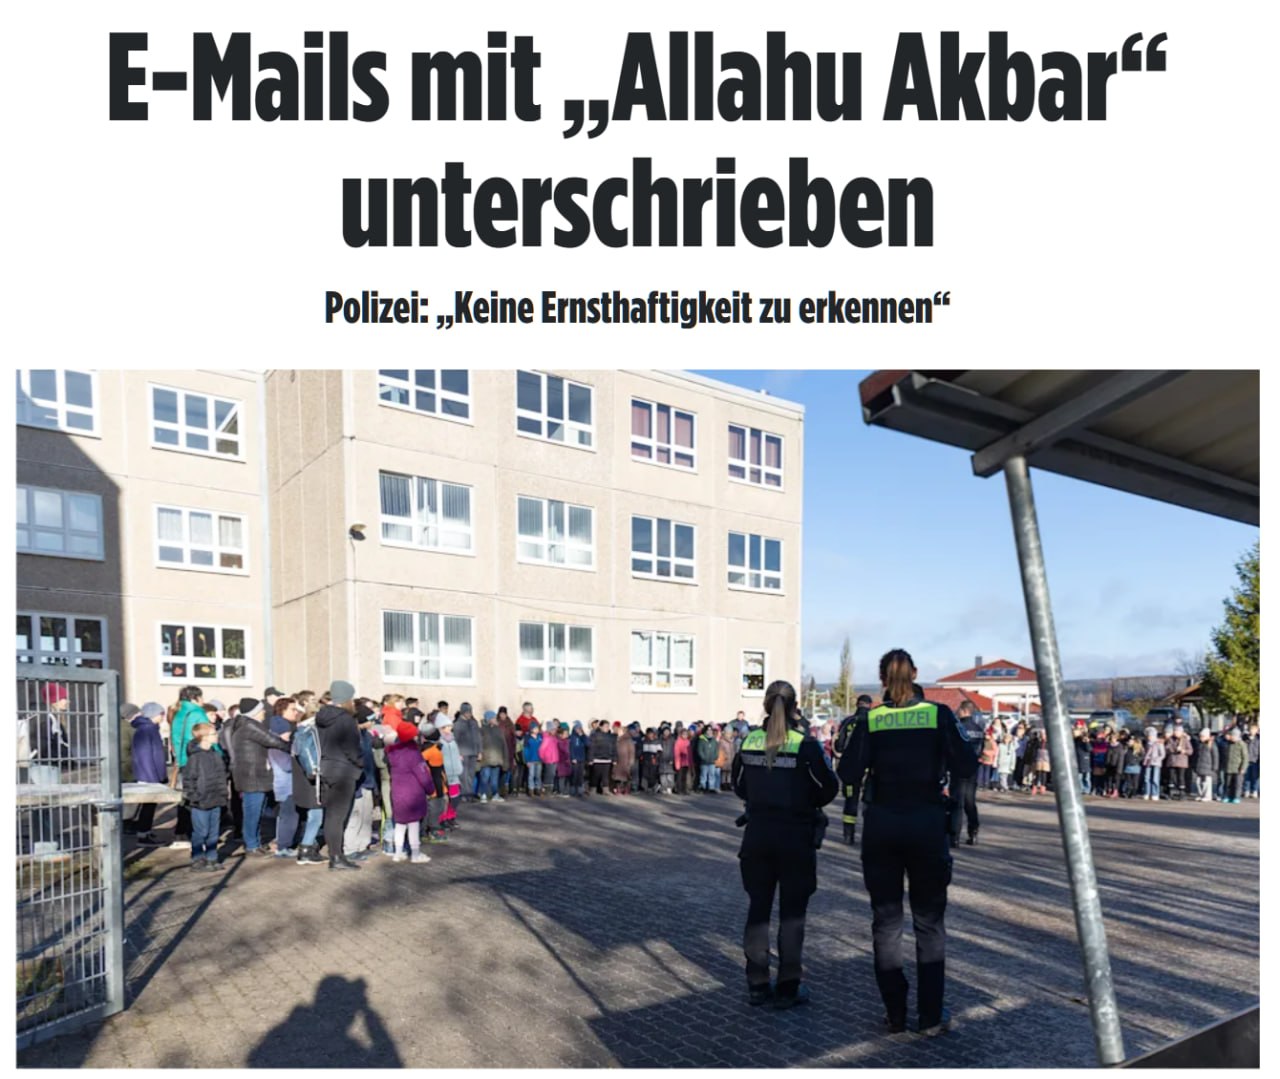 E-Mails mit „Allahu Akbar“
unterschrieben
Polizei: „Keine Ernsthaftigkeit zu erkennen“
POLIZEI